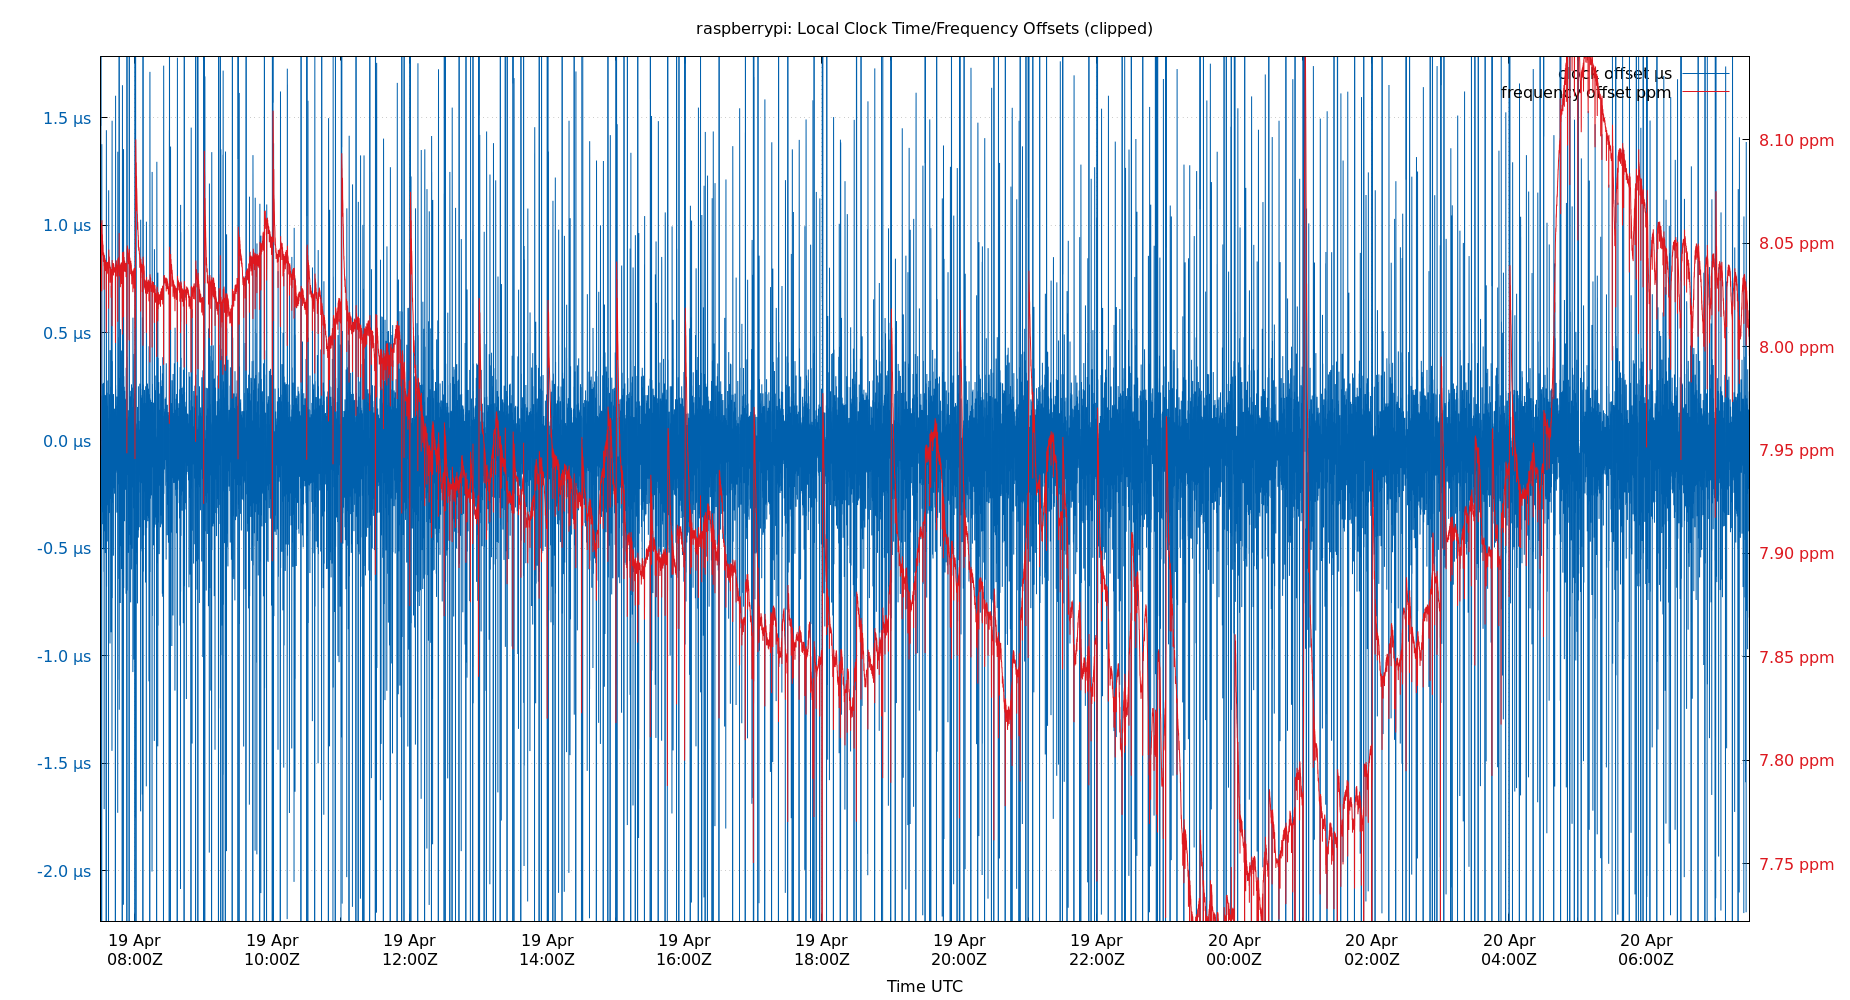 raspberrypi: Local Clock Time/Frequency Offsets (clipped)
clock offset µs
frequency offset ppm
1.5 µs
1.0 µs
0.5 µs
0.0 µs
-0.5 µs
-1.0 µs
-1.5 µs
-2.0 µs
8.10 ppm
8.05 ppm
8.00 ppm
7.95 ppm
7.90 ppm
7.85 ppm
7.80 ppm
7.75 ppm
19 Apr 19 Apr 19 Apr 19 Apr 19 Apr 19 Apr 19 Apr 19 Apr 20 Apr 20 Apr 20 Apr 20 Apr
08:00Z 10:00Z 12:00Z 14:00Z 16:00Z 18:00Z 20:00Z 22:00Z 00:00Z 02:00Z 04:00Z 06:00Z
Time UTC